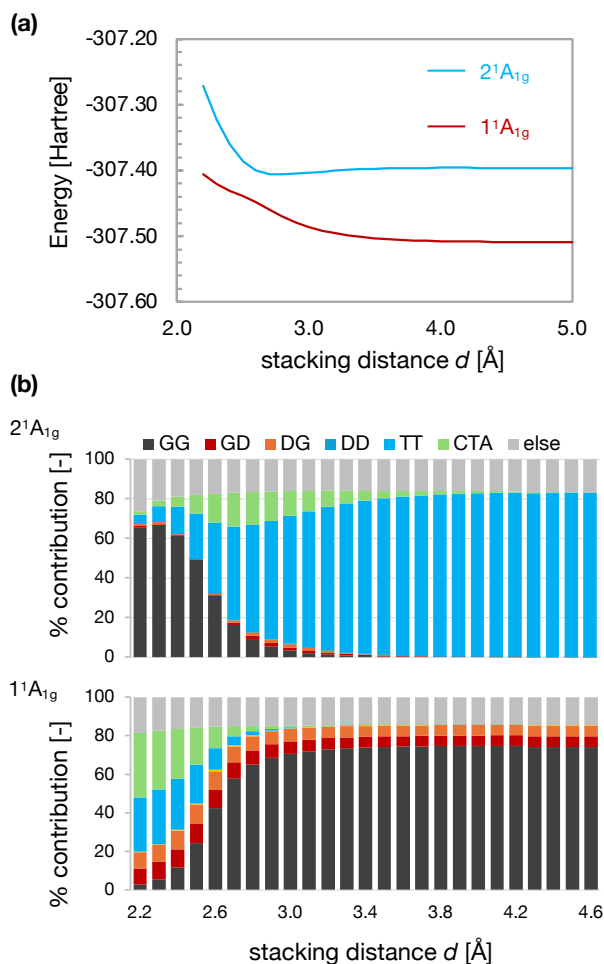 (a)
Energy [Hartree]
-307.20
-307.30
-307.40
-307.50
-307.60
2¹A₁g
1¹A₁g
2.0 3.0 4.0 5.0
stacking distance d [Å]
(b)
2¹A₁g
GG GD DG DD TT CTA else
% contribution [-]
100
80
60
40
20
0
1¹A₁g
% contribution [-]
100
80
60
40
20
0
2.2 2.6 3.0 3.4 3.8 4.2 4.6
stacking distance d [Å]